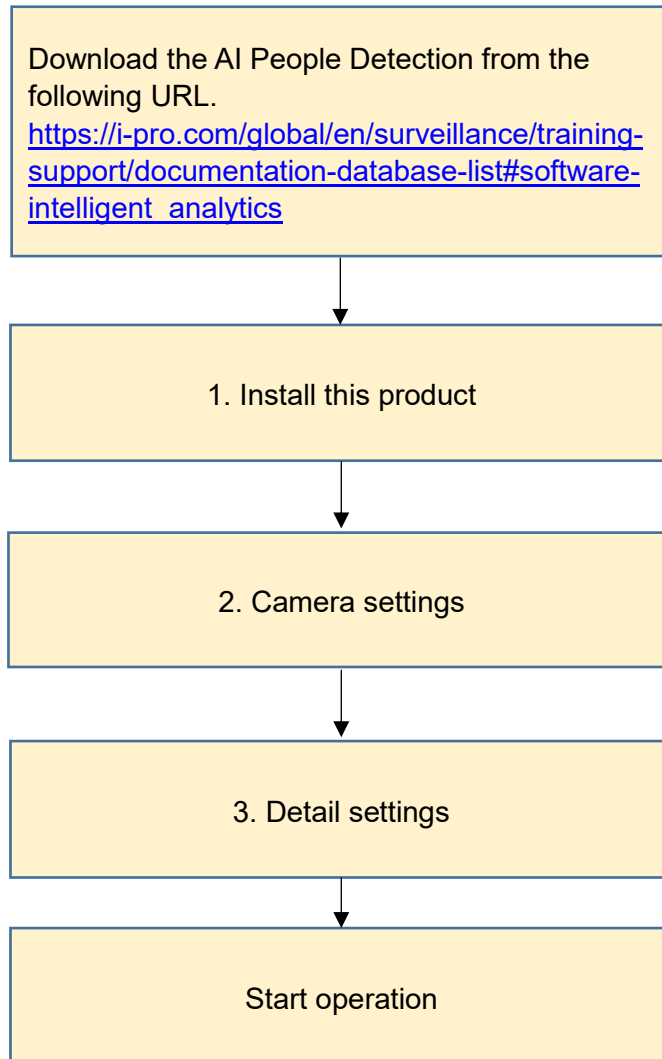 Download the AI People Detection from the
following URL.
https://i-pro.com/global/en/surveillance/training-
support/documentation-database-list#software-
intelligent_analytics
1. Install this product
2. Camera settings
3. Detail settings
Start operation